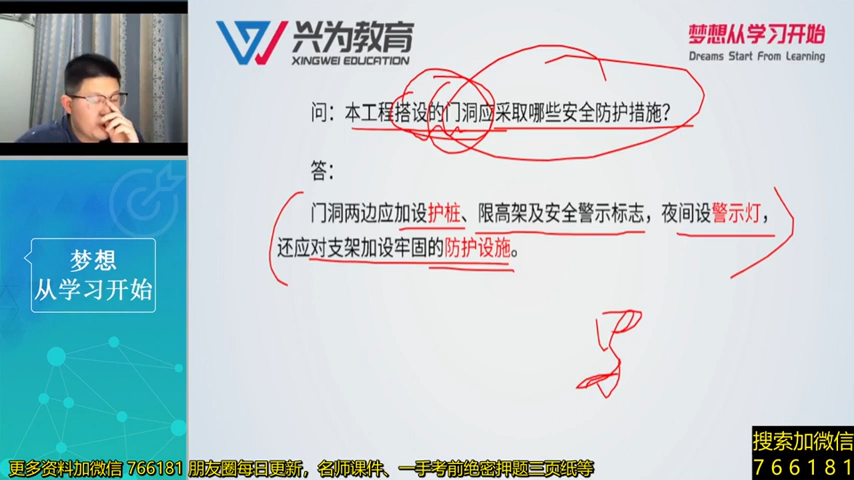 兴为教育
XINGWEI EDUCATION
梦想从学习开始
Dreams Start From Learning
问：本工程搭设的门洞应采取哪些安全防护措施？
答：
门洞两边应加设护桩、限高架及安全警示标志，夜间设警示灯，
还应对支架加设牢固的防护设施。
梦想
从学习开始
搜索加微信
766181
更多资料加微信 766181 朋友圈每日更新，名师课件、一手考前绝密押题三页纸等